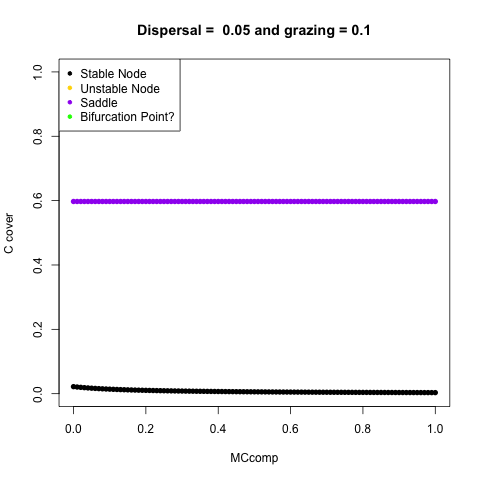 Dispersal =  0.05 and grazing = 0.1
Stable Node
Unstable Node
Saddle
Bifurcation Point?
1.0
0.8
0.6
0.4
0.2
0.0
C cover
0.0 0.2 0.4 0.6 0.8 1.0
MCcomp